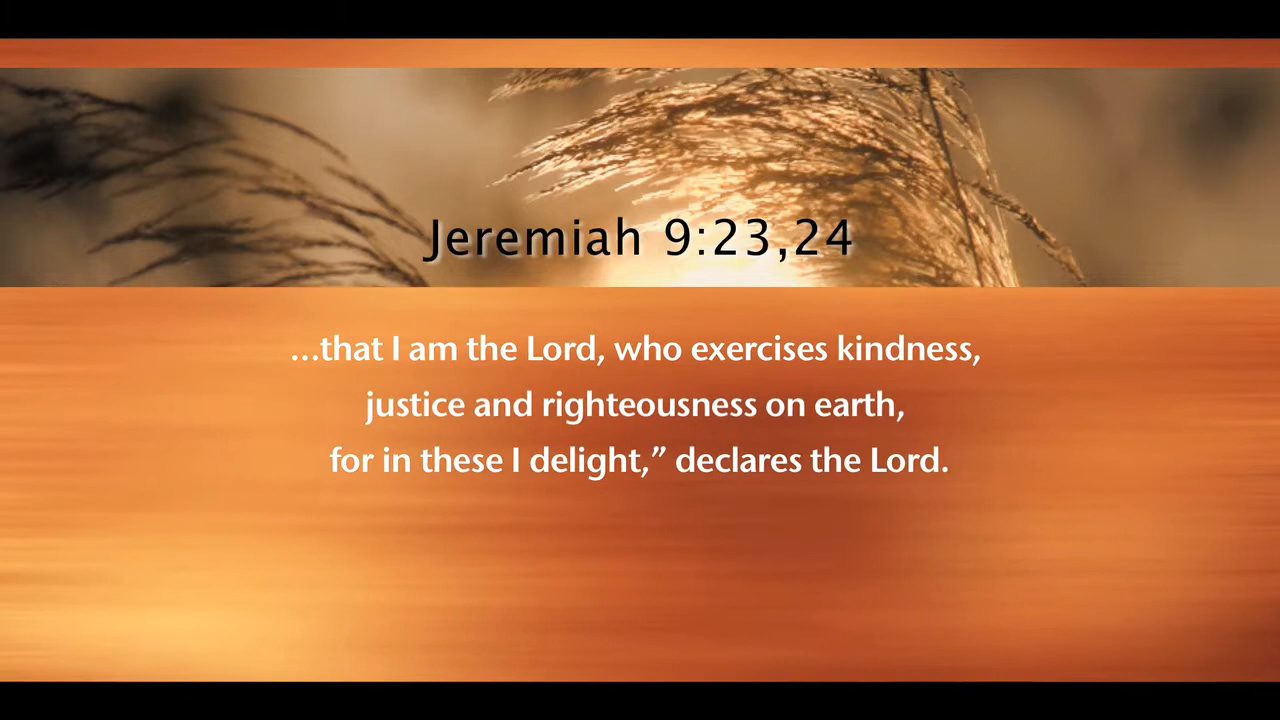 Jeremiah 9:23,24
...that I am the Lord, who exercises kindness,
justice and righteousness on earth,
for in these I delight,” declares the Lord.